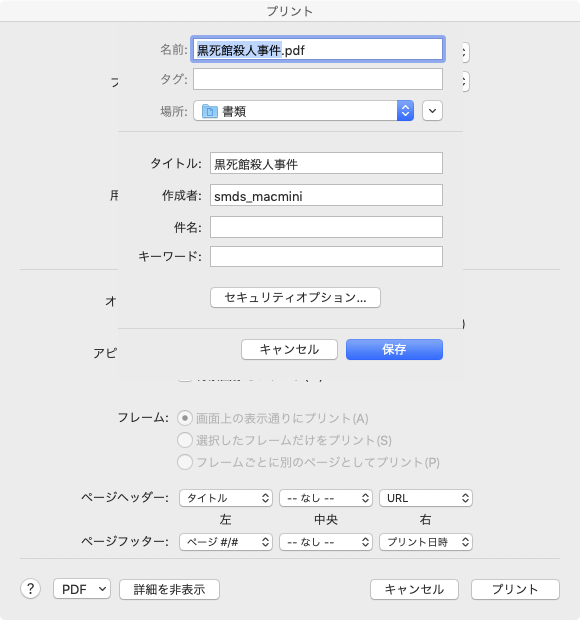 プリント
名前: 黒死館殺人事件.pdf
タグ:
場所: 書類
タイトル: 黒死館殺人事件
作成者: smds_macmini
件名:
キーワード:
セキュリティオプション...
キャンセル 保存
フレーム: 画面上の表示通りにプリント(A)
選択したフレームだけをプリント(S)
フレームごとに別のページとしてプリント(P)
ページヘッダー: タイトル -- なし -- URL
左 中央 右
ページフッター: ページ #/# -- なし -- プリント日時
? PDF 詳細を非表示 キャンセル プリント